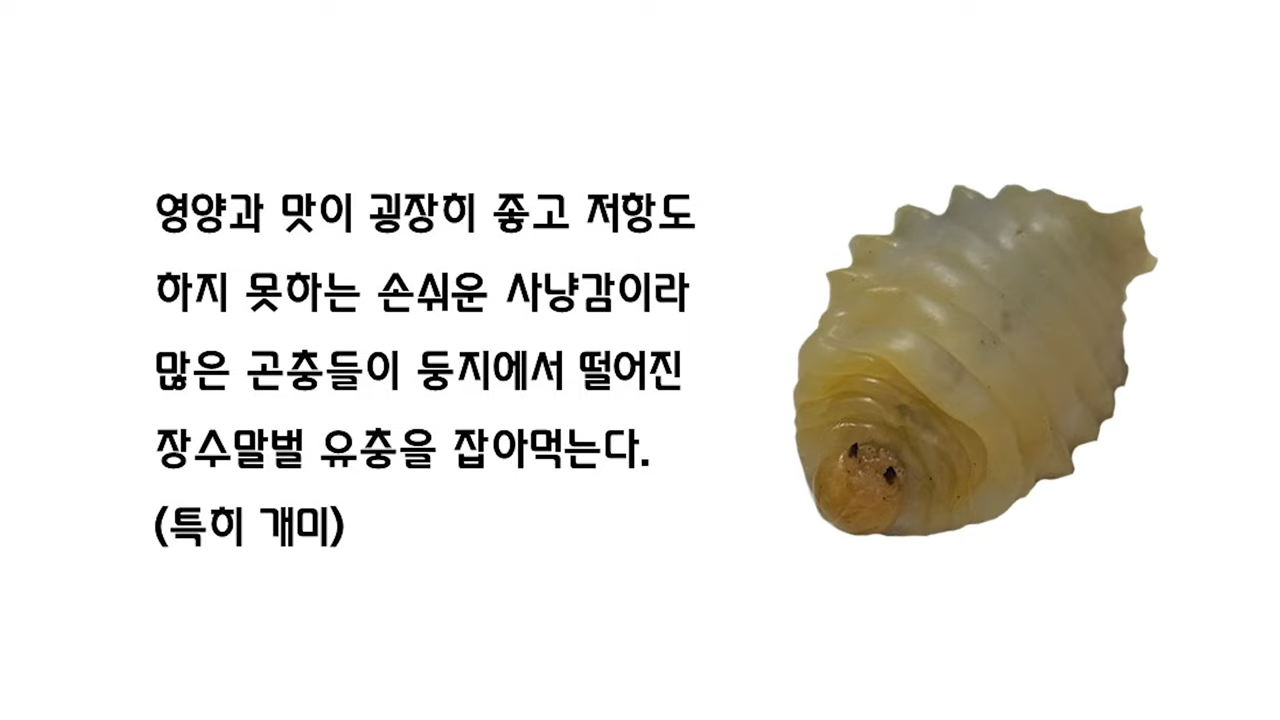 영양과 맛이 굉장히 좋고 저항도
하지 못하는 손쉬운 사냥감이라
많은 곤충들이 둥지에서 떨어진
장수말벌 유충을 잡아먹는다.
(특히 개미)